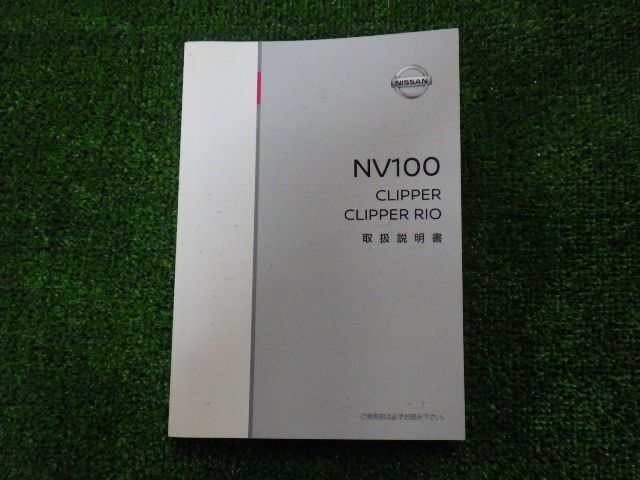 NISSAN
NV100
CLIPPER
CLIPPER RIO
取扱説明書
ご使用前は必ずお読み下さい。